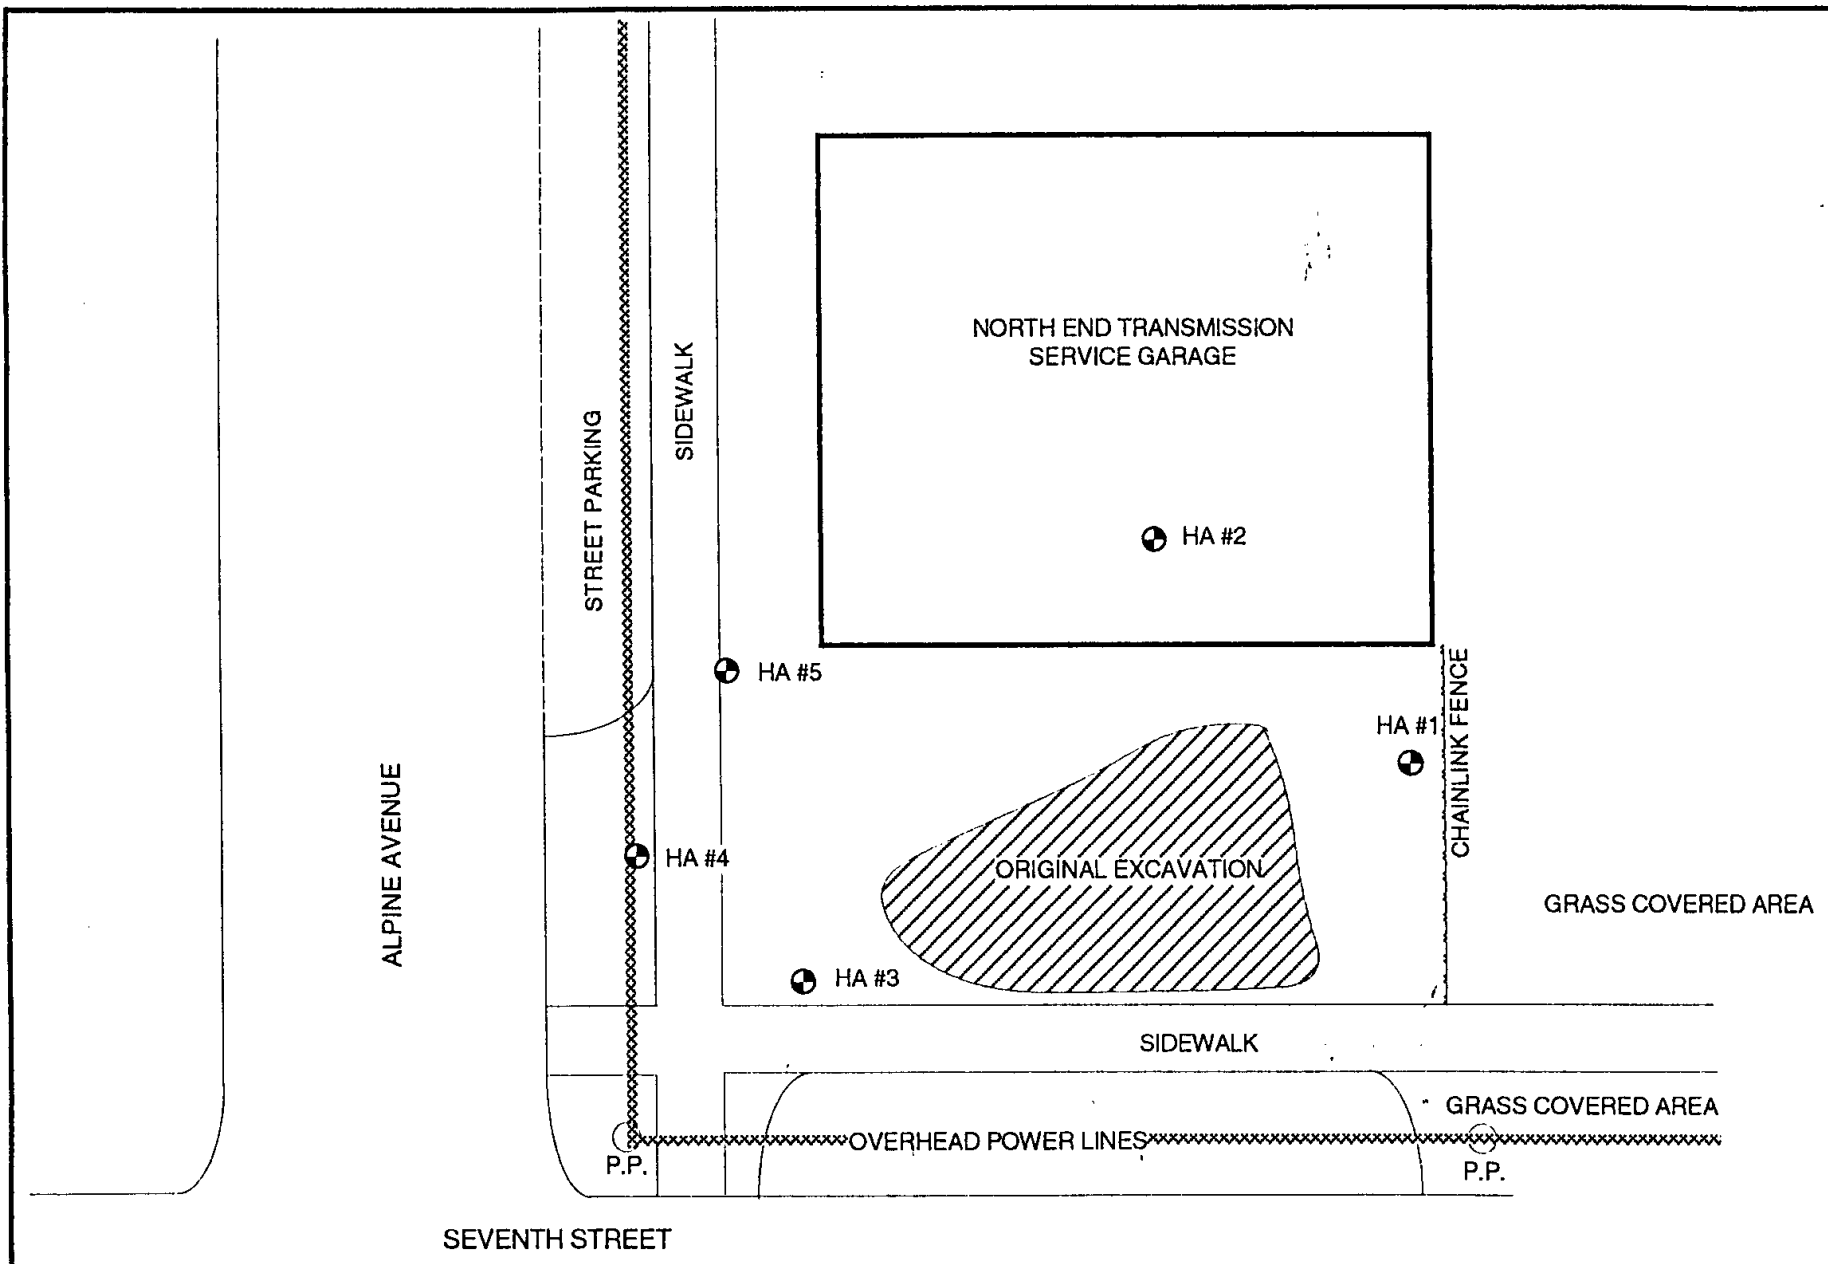 NORTH END TRANSMISSION
SERVICE GARAGE
SIDEWALK
STREET PARKING
HA #2
HA #5
CHAINLINK FENCE
HA #1
ALPINE AVENUE
HA #4
ORIGINAL EXCAVATION
GRASS COVERED AREA
HA #3
SIDEWALK
GRASS COVERED AREA
OVERHEAD POWER LINES
P.P.
P.P.
SEVENTH STREET